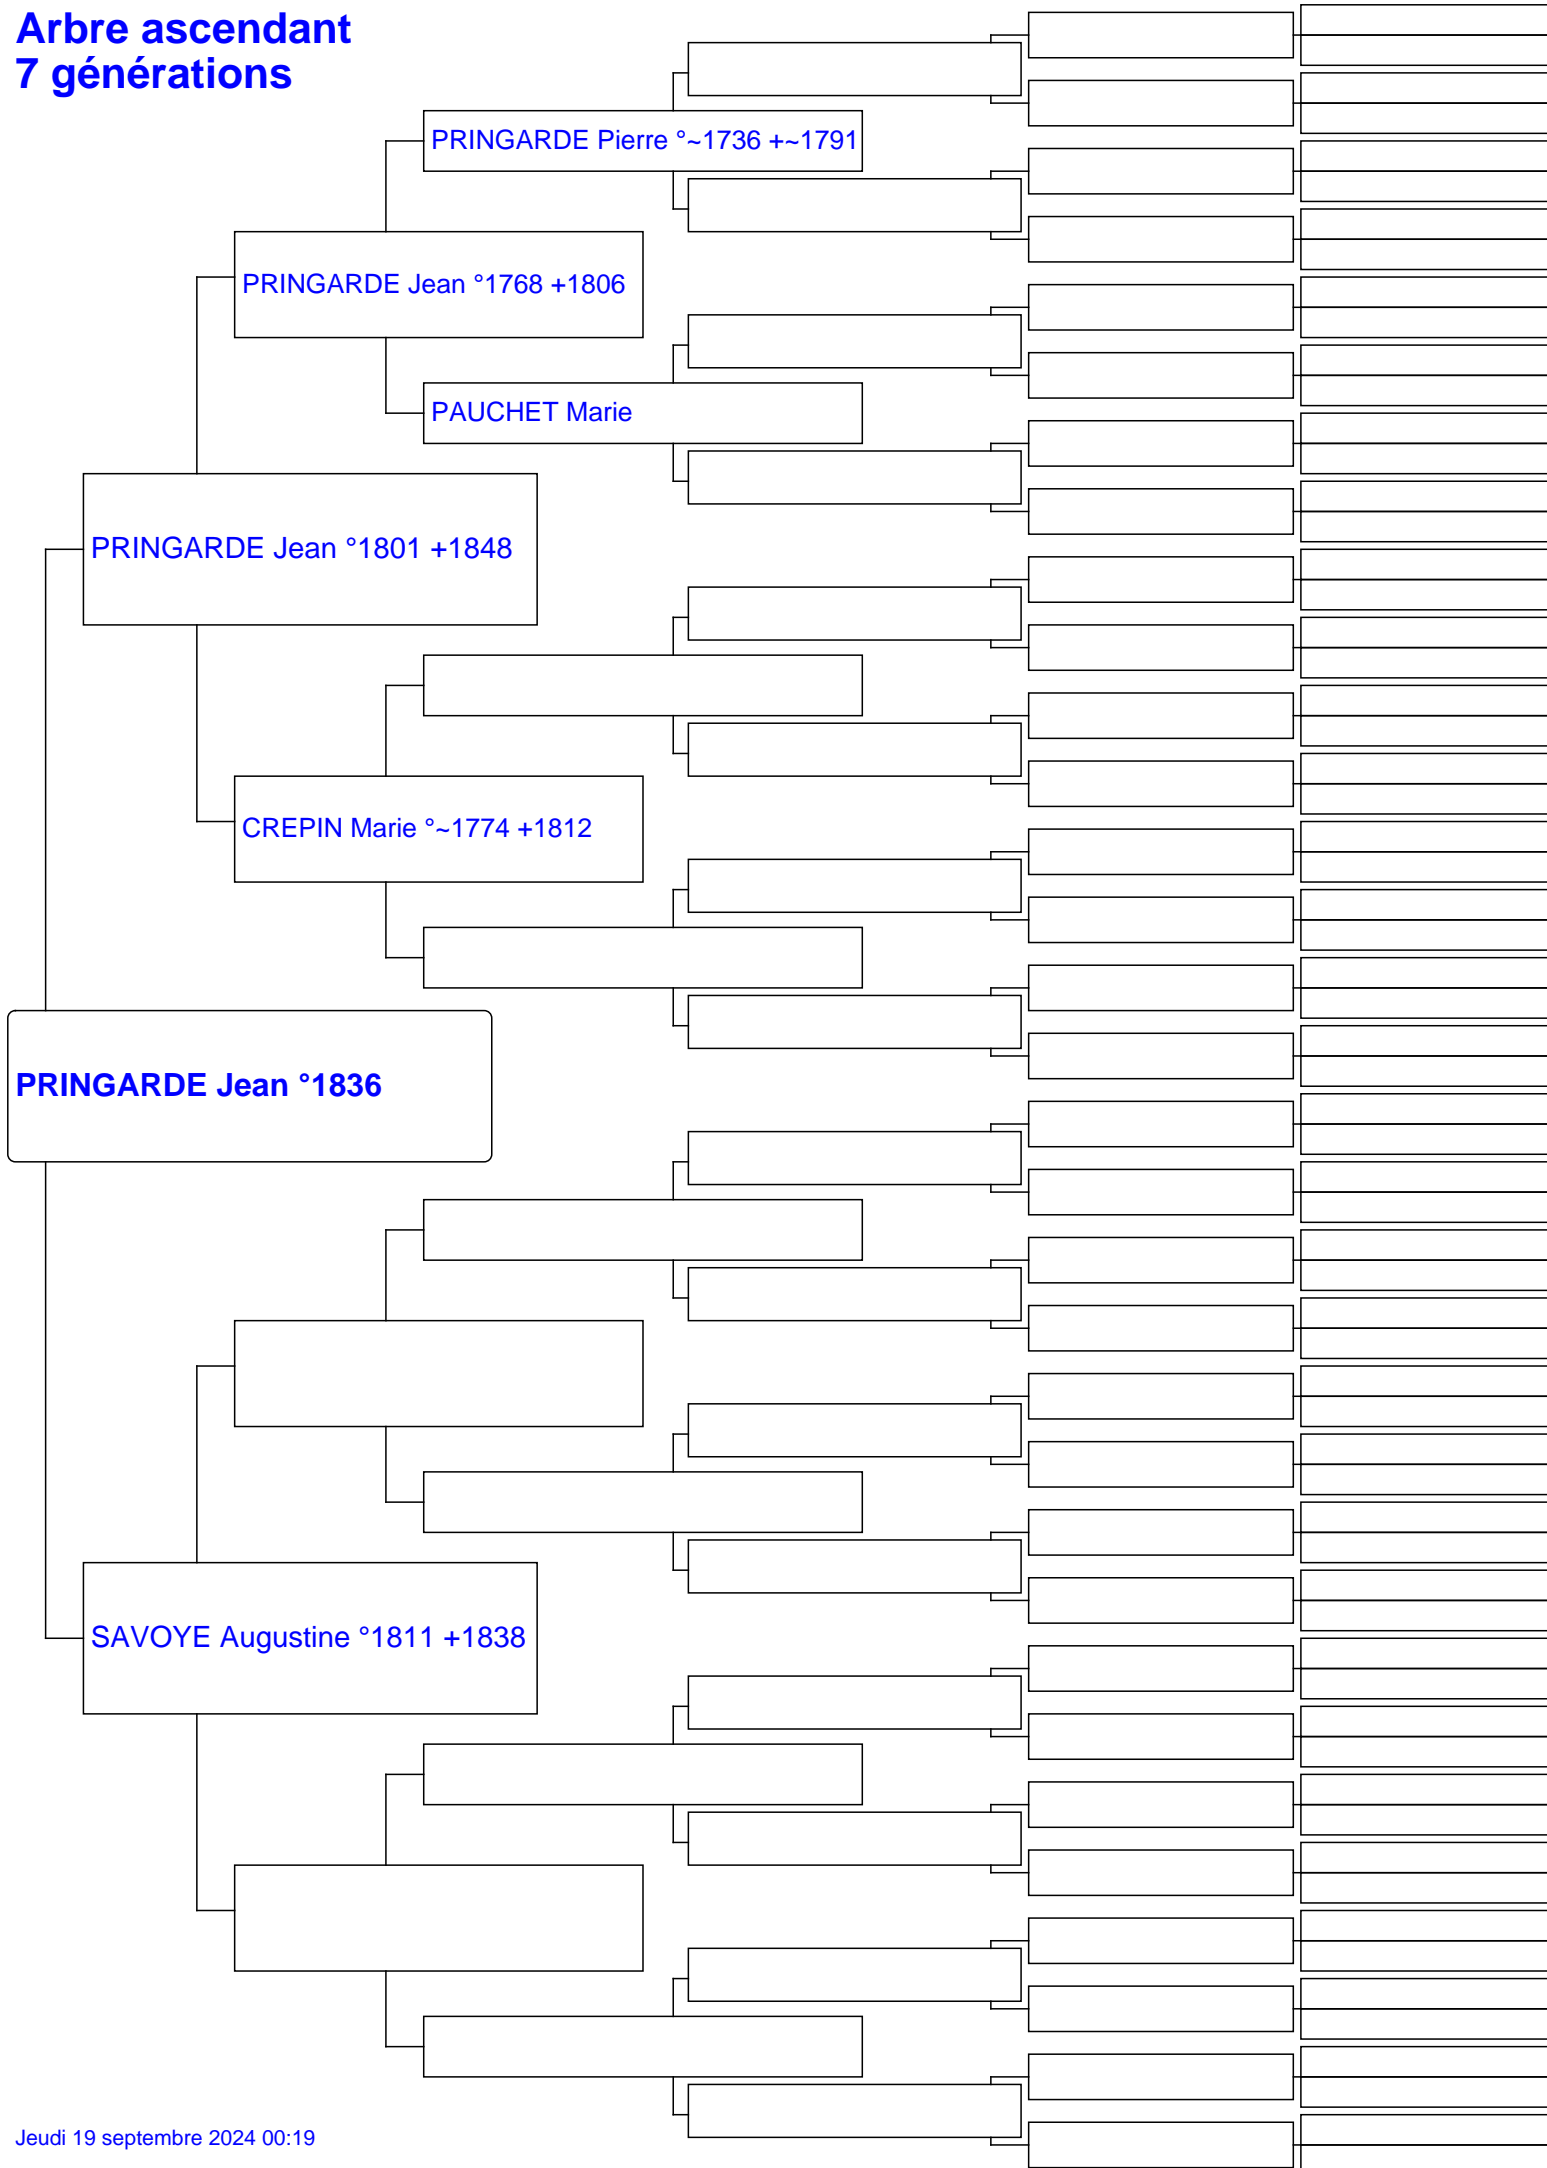 Arbre ascendant
7 générations
PRINGARDE Pierre °~1736 +~1791
PRINGARDE Jean °1768 +1806
PAUCHET Marie
PRINGARDE Jean °1801 +1848
CREPIN Marie °~1774 +1812
PRINGARDE Jean °1836
SAVOYE Augustine °1811 +1838
Jeudi 19 septembre 2024 00:19